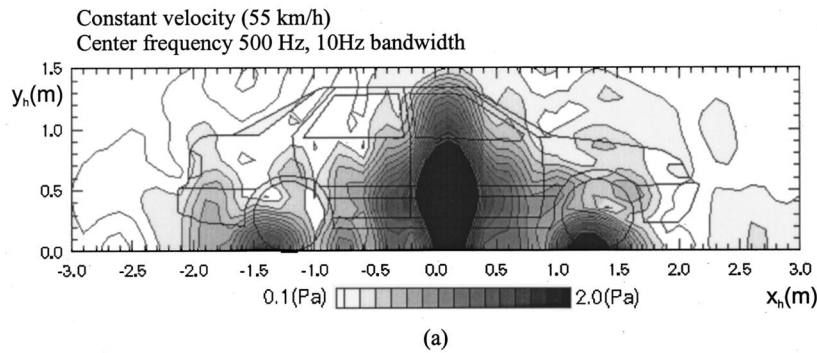 Constant velocity (55 km/h)
Center frequency 500 Hz, 10Hz bandwidth
yh(m)
1.5
1.0
0.5
0.0
-3.0 -2.5 -2.0 -1.5 -1.0 -0.5 0.0 0.5 1.0 1.5 2.0 2.5 3.0
0.1(Pa) 2.0(Pa) xh(m)
(a)